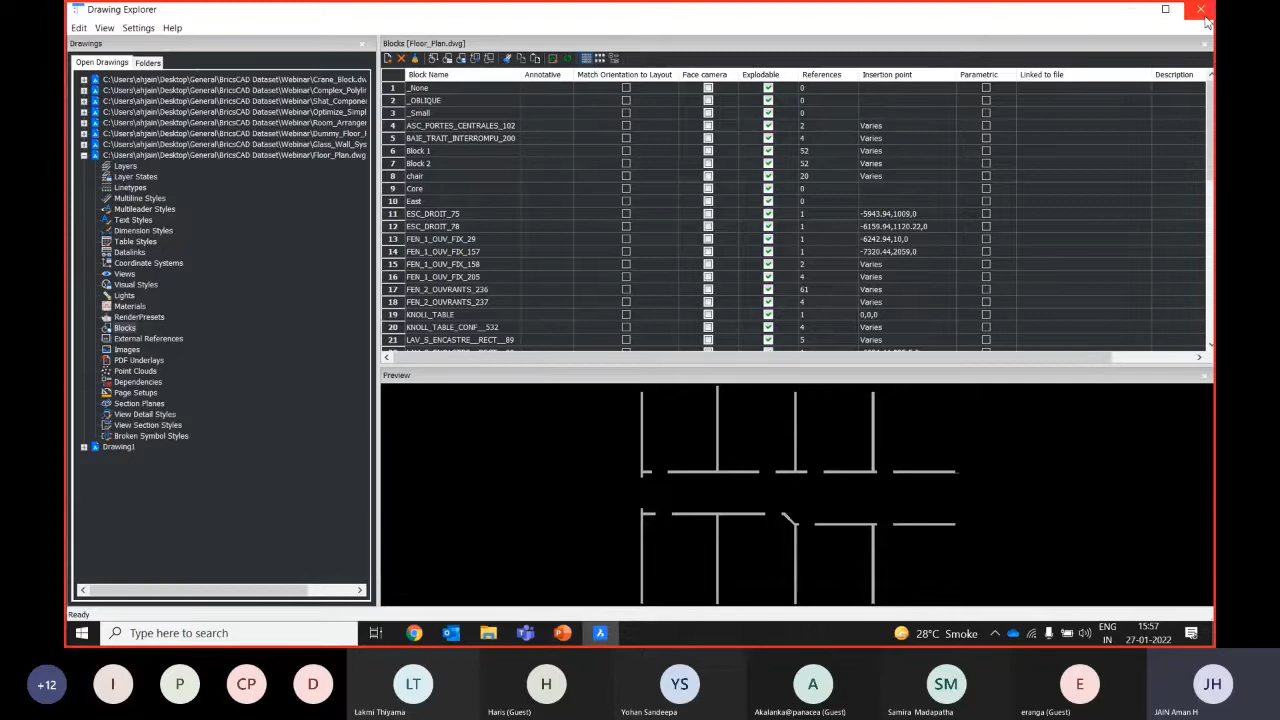 Drawing Explorer
Edit View Settings Help
Drawings
Open Drawings Folders
C:\Users\ahjain\Desktop\General\BricsCAD Dataset\Webinar\Crane_Block.dw
C:\Users\ahjain\Desktop\General\BricsCAD Dataset\Webinar\Complex_Polylin
C:\Users\ahjain\Desktop\General\BricsCAD Dataset\Webinar\Shat_Compone
C:\Users\ahjain\Desktop\General\BricsCAD Dataset\Webinar\Optimize_Simpl
C:\Users\ahjain\Desktop\General\BricsCAD Dataset\Webinar\Room_Arranger
C:\Users\ahjain\Desktop\General\BricsCAD Dataset\Webinar\Dummy_Floor_P
C:\Users\ahjain\Desktop\General\BricsCAD Dataset\Webinar\Glass_Wall_Sys
C:\Users\ahjain\Desktop\General\BricsCAD Dataset\Webinar\Floor_Plan.dwg
Layers
Layer States
Linetypes
Multiline Styles
Multileader Styles
Text Styles
Dimension Styles
Table Styles
Datalinks
Coordinate Systems
Views
Visual Styles
Lights
Materials
RenderPresets
Blocks
External References
Images
PDF Underlays
Point Clouds
Dependencies
Page Setups
Section Planes
View Detail Styles
View Section Styles
Broken Symbol Styles
Drawing1
Blocks [Floor_Plan.dwg]
Block Name Annotative Match Orientation to Layout Face camera Explodable References Insertion point Parametric Linked to file Description
1 _None 0
2 _OBLIQUE 0
3 _Small 0
4 ASC_PORTES_CENTRALES_102 2 Varies
5 BAIE_TRAIT_INTERROMPU_200 4 Varies
6 Block 1 52 Varies
7 Block 2 52 Varies
8 chair 20 Varies
9 Core 0
10 East 0
11 ESC_DROIT_75 1 -5943.94,1009,0
12 ESC_DROIT_78 1 -6159.94,1120.22,0
13 FEN_1_OUV_FIX_29 1 -6242.94,10,0
14 FEN_1_OUV_FIX_157 1 -7320.44,2059,0
15 FEN_1_OUV_FIX_158 2 Varies
16 FEN_1_OUV_FIX_205 4 Varies
17 FEN_2_OUVRANTS_236 61 Varies
18 FEN_2_OUVRANTS_237 4 Varies
19 KNOLL_TABLE 1 0,0,0
20 KNOLL_TABLE_CONF__532 4 Varies
21 LAV_S_ENCASTRE__RECT__89 5 Varies
Preview
Ready
Type here to search
28°C Smoke
ENG
IN
15:57
27-01-2022
+12 I P CP D LT H YS A SM E JH
Lakmi Thiyama Haris (Guest) Yohan Sandeepa Akalanka@panacea (Guest) Samira Madapatha eranga (Guest) JAIN Aman H